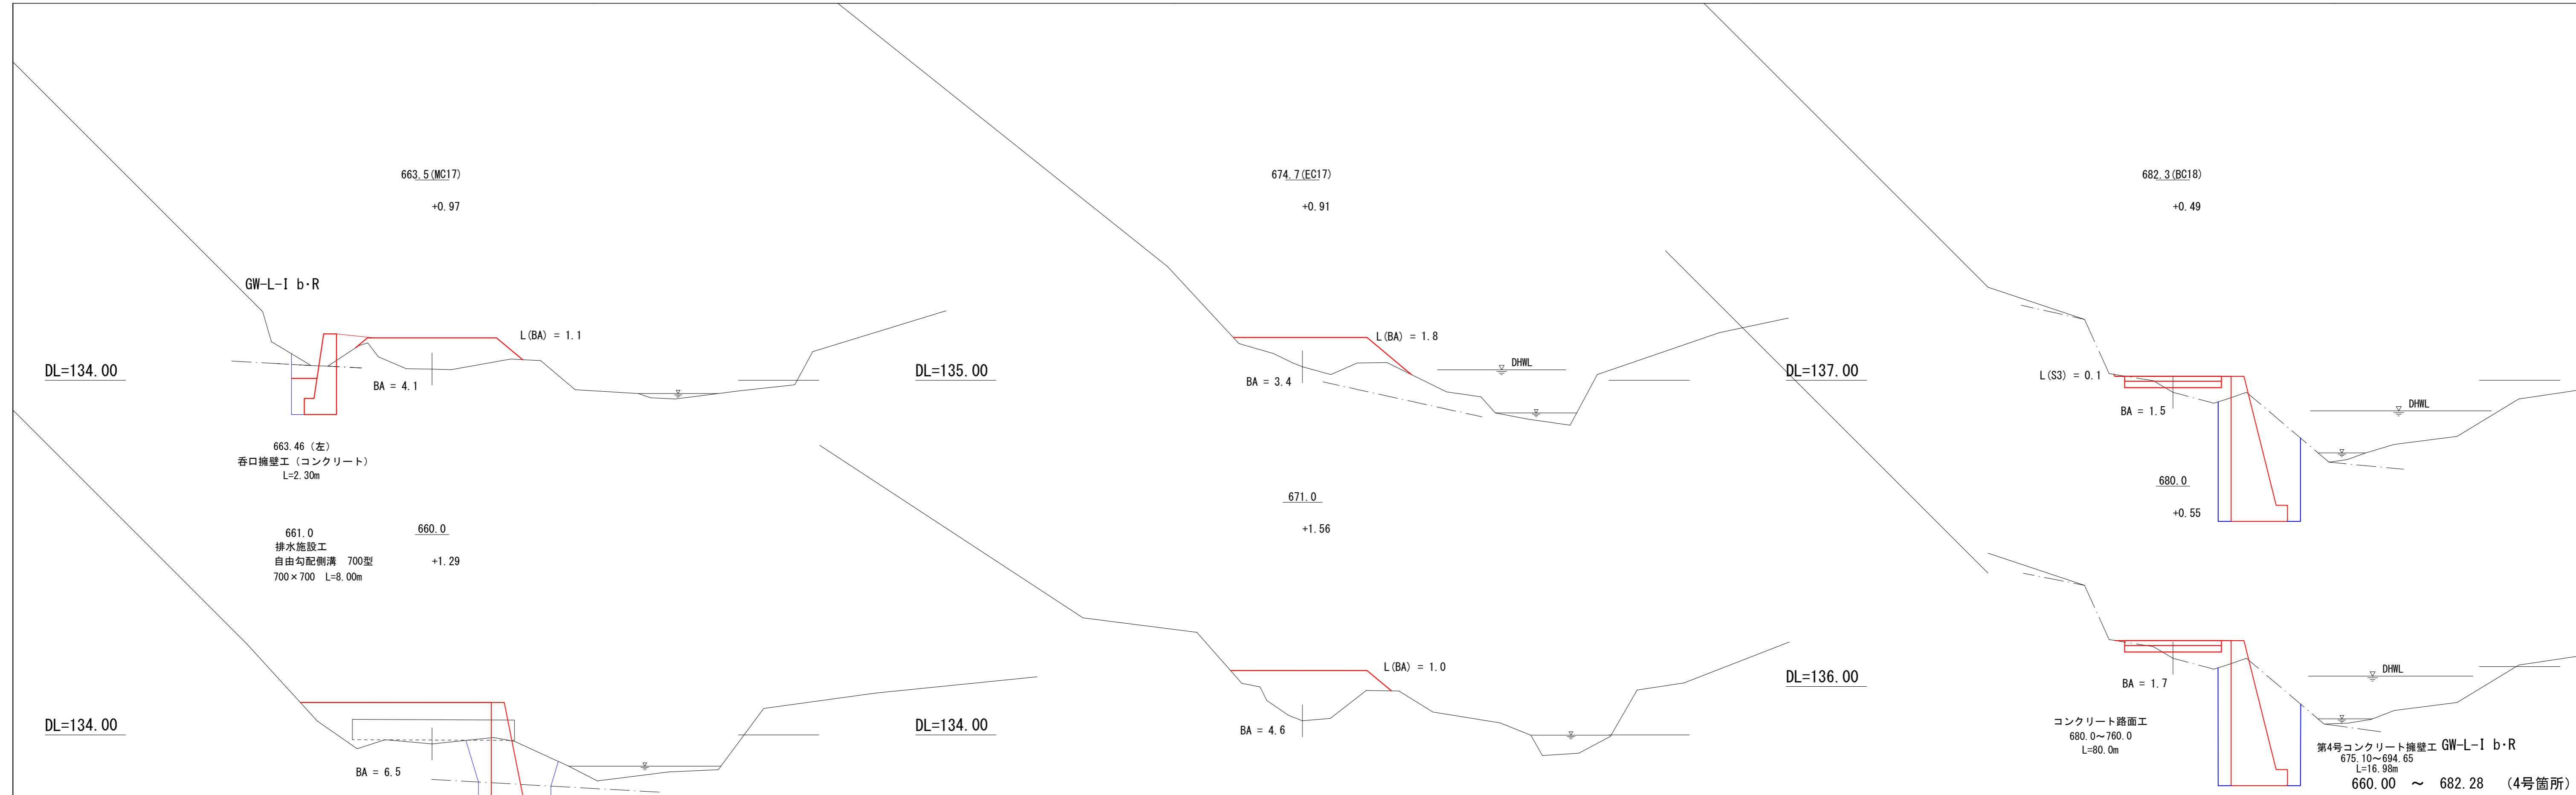 663.5(MC17)
+0.97
GW-L-Ⅰ b･R
L(BA) = 1.1
DL=134.00
BA = 4.1
663.46（左）
呑口擁壁工（コンクリート）
L=2.30m
661.0
排水施設工
自由勾配側溝　700型
700×700　L=8.00m
660.0
+1.29
DL=134.00
BA = 6.5
674.7(EC17)
+0.91
L(BA) = 1.8
DHWL
DL=135.00
BA = 3.4
671.0
+1.56
L(BA) = 1.0
DL=134.00
BA = 4.6
682.3(BC18)
+0.49
DL=137.00
L(S3) = 0.1
BA = 1.5
DHWL
680.0
+0.55
DL=136.00
DHWL
BA = 1.7
コンクリート路面工
680.0～760.0
L=80.0m
第4号コンクリート擁壁工 GW-L-Ⅰ b･R
675.10～694.65
L=16.98m
660.00　～　682.28　（4号箇所）